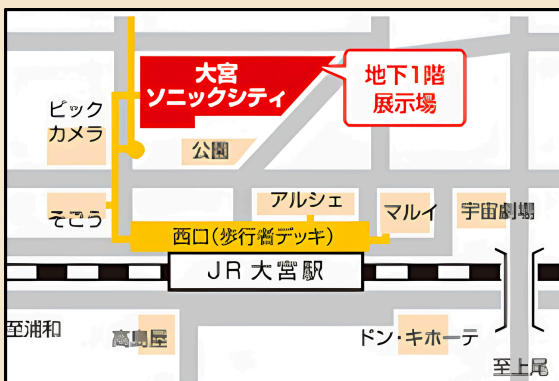 大宮
ソニックシティ
地下1階
展示場
ビック
カメラ
公園
そごう
アルシェ
マルイ
宇宙劇場
西口(歩行者デッキ)
JR 大宮駅
至浦和
高島屋
ドン・キホーテ
至上尾